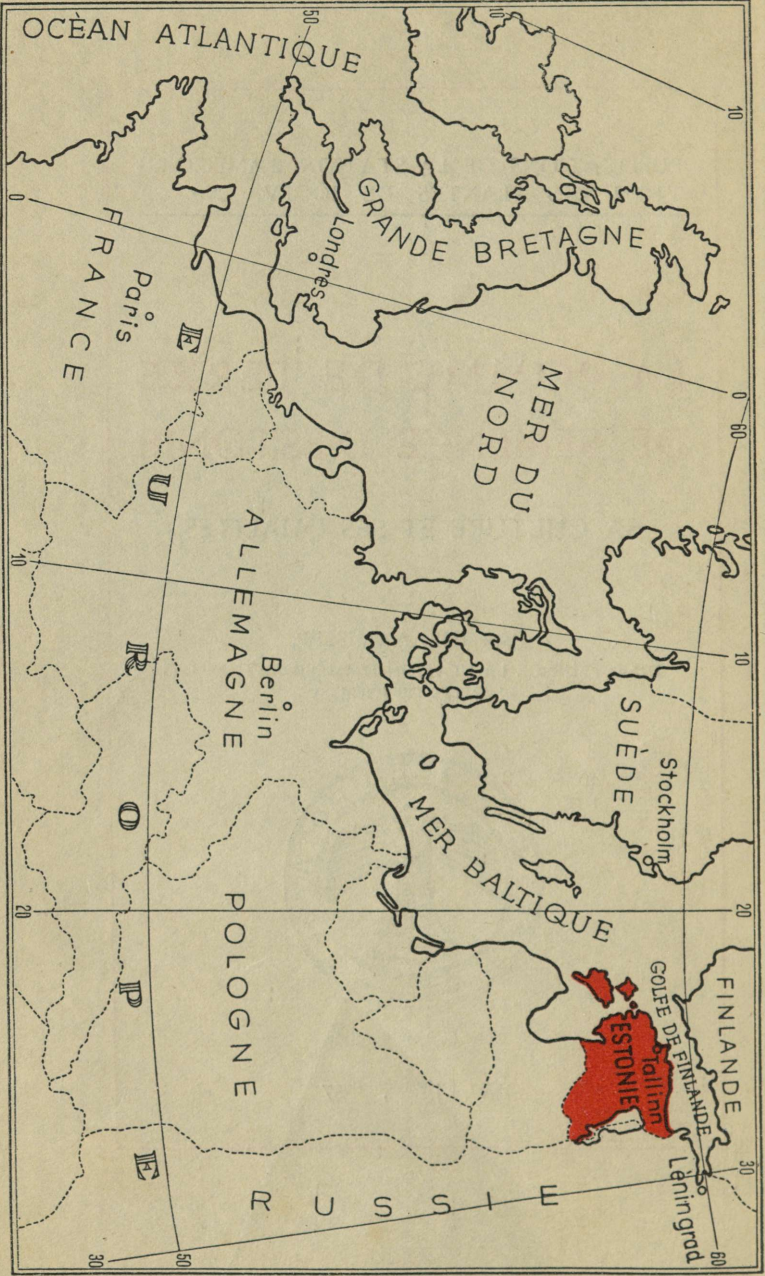 OCÈAN ATLANTIQUE
GRANDE BRETAGNE
Londres
FRANCE
Paris
MER DU
NORD
ALLEMAGNE
Berlin
SUÈDE
Stockholm
MER BALTIQUE
POLOGNE
FINLANDE
GOLFE DE FINLANDE
Tallinn
ESTONIE
Léningrad
RUSSIE
EUROPE
50
10
10
0
0
60
10
10
20
20
30
60
50
30